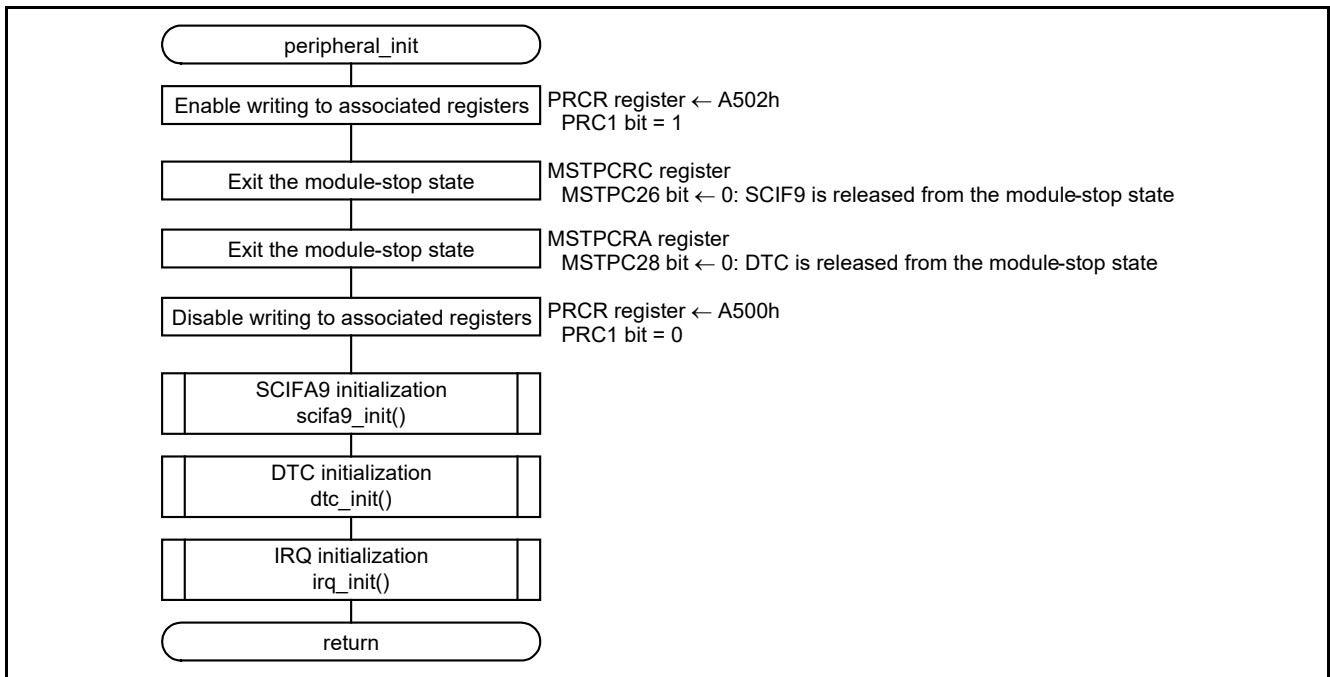 peripheral_init
Enable writing to associated registers
PRCR register ← A502h
PRC1 bit = 1
Exit the module-stop state
MSTPCRC register
MSTPC26 bit ← 0: SCIF9 is released from the module-stop state
Exit the module-stop state
MSTPCRA register
MSTPC28 bit ← 0: DTC is released from the module-stop state
Disable writing to associated registers
PRCR register ← A500h
PRC1 bit = 0
SCIFA9 initialization
scifa9_init()
DTC initialization
dtc_init()
IRQ initialization
irq_init()
return